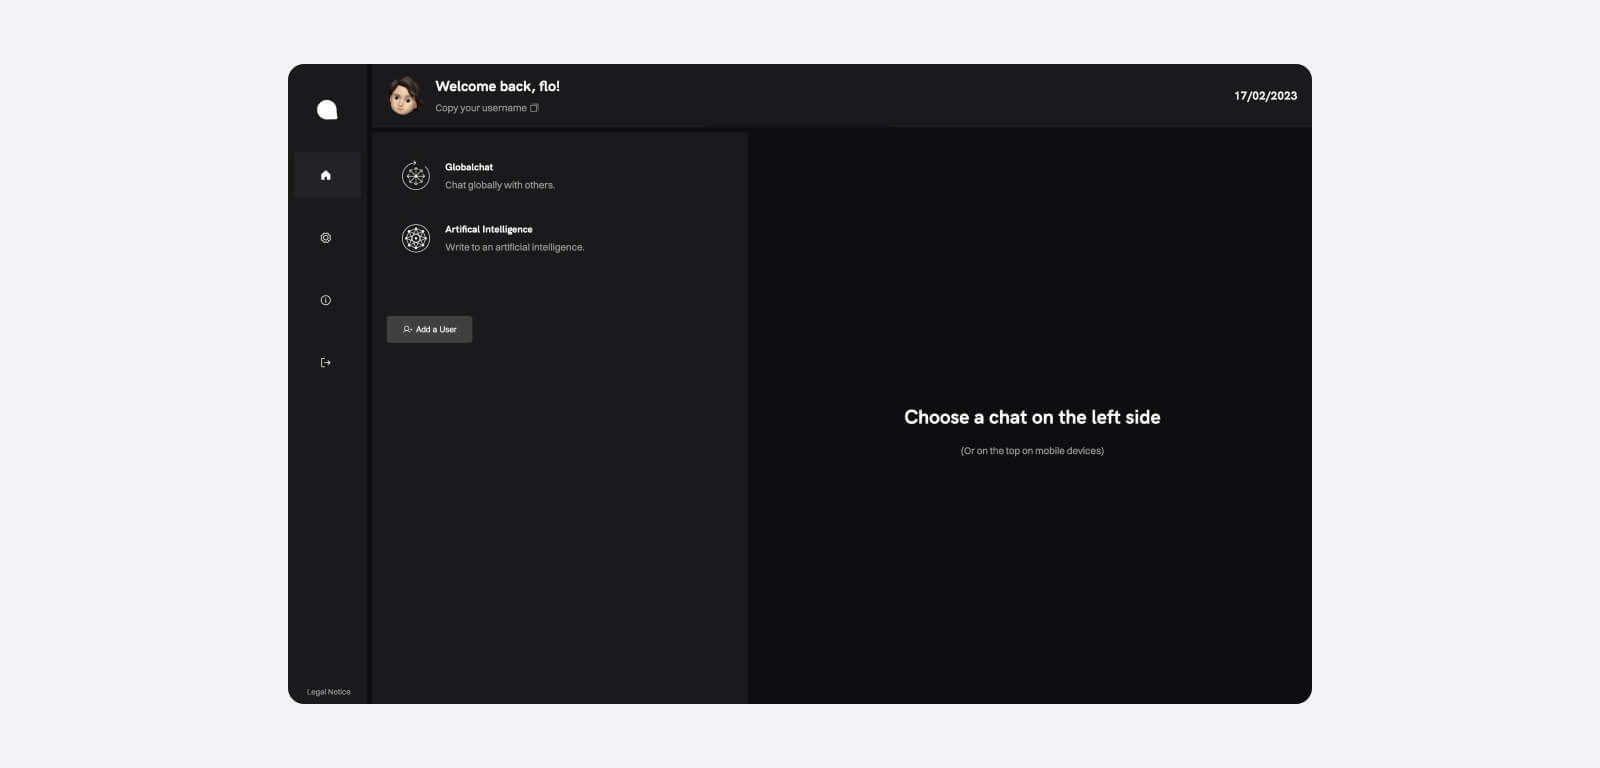 Welcome back, flo!
Copy your username
17/02/2023
Globalchat
Chat globally with others.
Artifical Intelligence
Write to an artificial intelligence.
Add a User
Choose a chat on the left side
(Or on the top on mobile devices)
Legal Notice